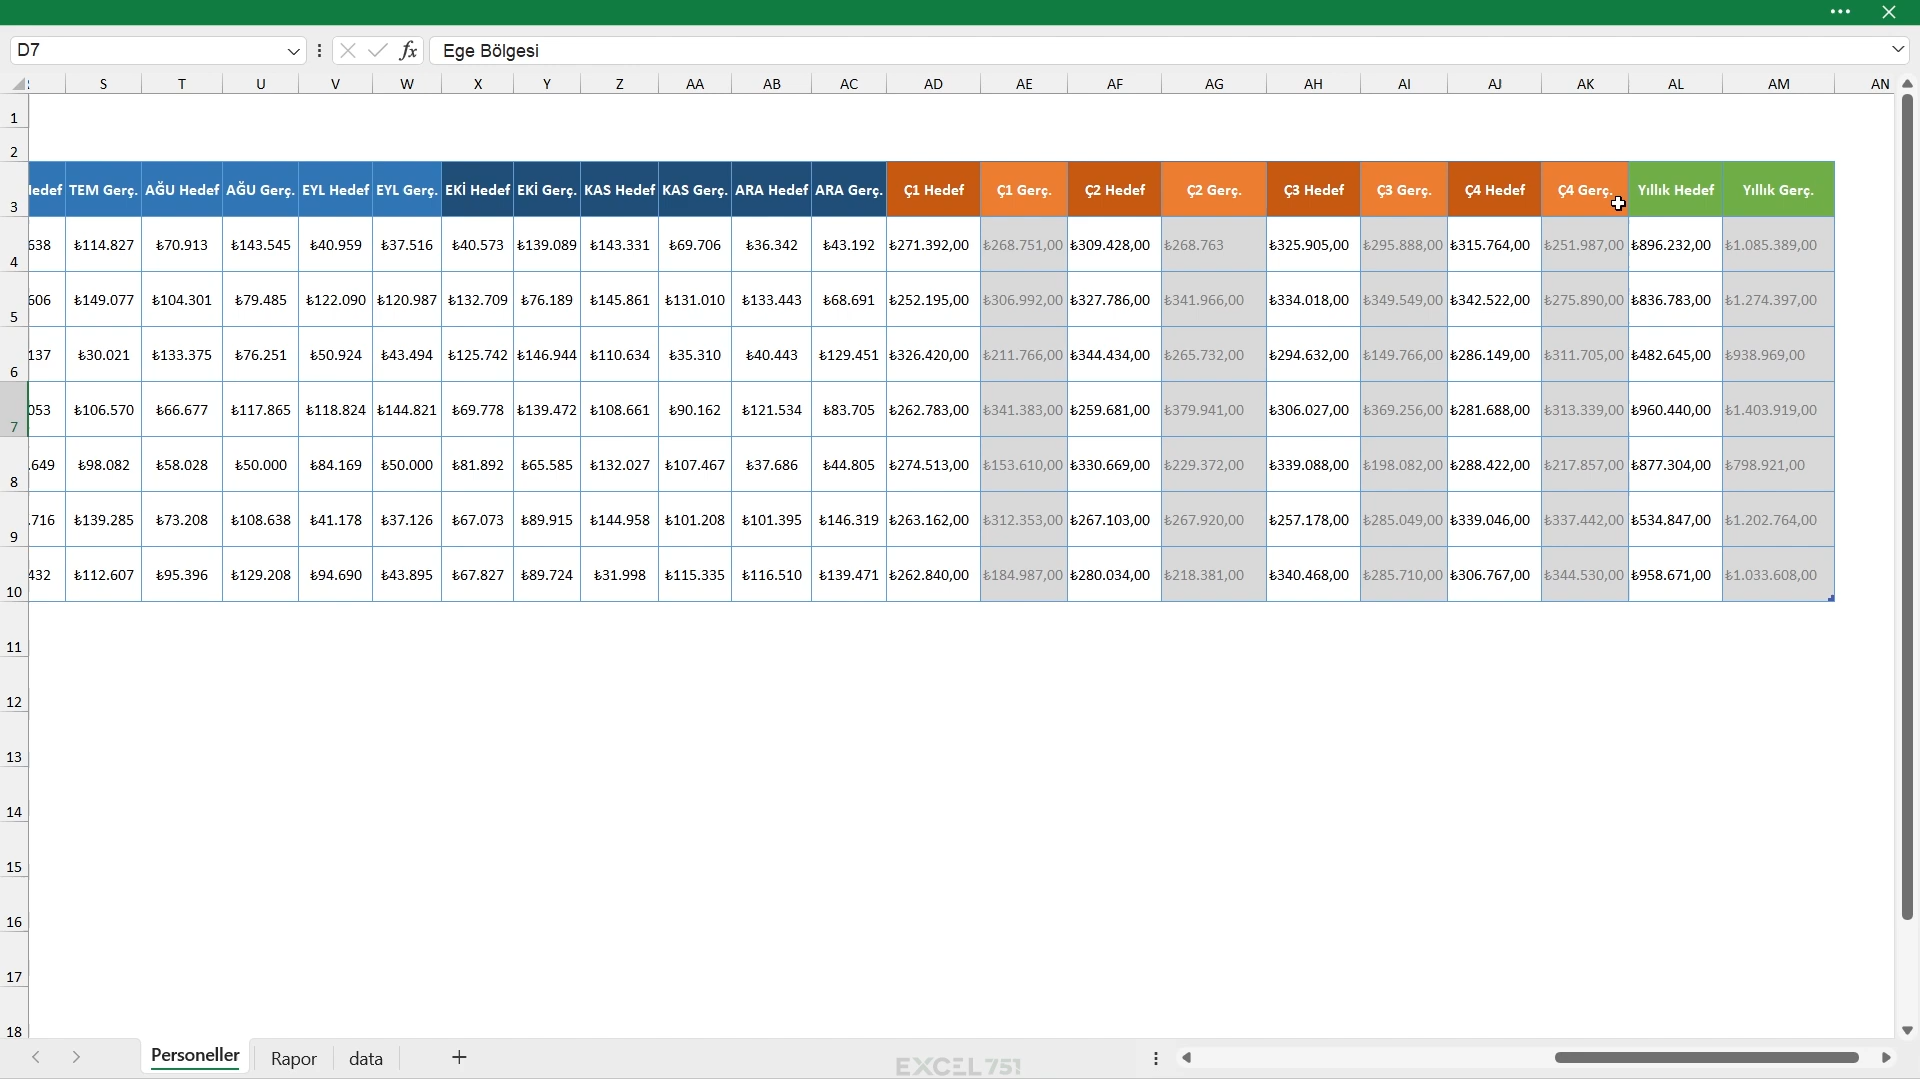 D7 fx Ege Bölgesi
S T U V W X Y Z AA AB AC AD AE AF AG AH AI AJ AK AL AM AN
1
2
3 Hedef TEM Gerç. AĞU Hedef AĞU Gerç. EYL Hedef EYL Gerç. EKİ Hedef EKİ Gerç. KAS Hedef KAS Gerç. ARA Hedef ARA Gerç. Ç1 Hedef Ç1 Gerç. Ç2 Hedef Ç2 Gerç. Ç3 Hedef Ç3 Gerç. Ç4 Hedef Ç4 Gerç. Yıllık Hedef Yıllık Gerç.
4 638 ₺114.827 ₺70.913 ₺143.545 ₺40.959 ₺37.516 ₺40.573 ₺139.089 ₺143.331 ₺69.706 ₺36.342 ₺43.192 ₺271.392,00 ₺268.751,00 ₺309.428,00 ₺268.763 ₺325.905,00 ₺295.888,00 ₺315.764,00 ₺251.987,00 ₺896.232,00 ₺1.085.389,00
5 606 ₺149.077 ₺104.301 ₺79.485 ₺122.090 ₺120.987 ₺132.709 ₺76.189 ₺145.861 ₺131.010 ₺133.443 ₺68.691 ₺252.195,00 ₺306.992,00 ₺327.786,00 ₺341.966,00 ₺334.018,00 ₺349.549,00 ₺342.522,00 ₺275.890,00 ₺836.783,00 ₺1.274.397,00
6 137 ₺30.021 ₺133.375 ₺76.251 ₺50.924 ₺43.494 ₺125.742 ₺146.944 ₺110.634 ₺35.310 ₺40.443 ₺129.451 ₺326.420,00 ₺211.766,00 ₺344.434,00 ₺265.732,00 ₺294.632,00 ₺149.766,00 ₺286.149,00 ₺311.705,00 ₺482.645,00 ₺938.969,00
7 053 ₺106.570 ₺66.677 ₺117.865 ₺118.824 ₺144.821 ₺69.778 ₺139.472 ₺108.661 ₺90.162 ₺121.534 ₺83.705 ₺262.783,00 ₺341.383,00 ₺259.681,00 ₺379.941,00 ₺306.027,00 ₺369.256,00 ₺281.688,00 ₺313.339,00 ₺960.440,00 ₺1.403.919,00
8 .649 ₺98.082 ₺58.028 ₺50.000 ₺84.169 ₺50.000 ₺81.892 ₺65.585 ₺132.027 ₺107.467 ₺37.686 ₺44.805 ₺274.513,00 ₺153.610,00 ₺330.669,00 ₺229.372,00 ₺339.088,00 ₺198.082,00 ₺288.422,00 ₺217.857,00 ₺877.304,00 ₺798.921,00
9 .716 ₺139.285 ₺73.208 ₺108.638 ₺41.178 ₺37.126 ₺67.073 ₺89.915 ₺144.958 ₺101.208 ₺101.395 ₺146.319 ₺263.162,00 ₺312.353,00 ₺267.103,00 ₺267.920,00 ₺257.178,00 ₺285.049,00 ₺339.046,00 ₺337.442,00 ₺534.847,00 ₺1.202.764,00
10 432 ₺112.607 ₺95.396 ₺129.208 ₺94.690 ₺43.895 ₺67.827 ₺89.724 ₺31.998 ₺115.335 ₺116.510 ₺139.471 ₺262.840,00 ₺184.987,00 ₺280.034,00 ₺218.381,00 ₺340.468,00 ₺285.710,00 ₺306.767,00 ₺344.530,00 ₺958.671,00 ₺1.033.608,00
11
12
13
14
15
16
17
18
Personeller Rapor data
EXCEL 751